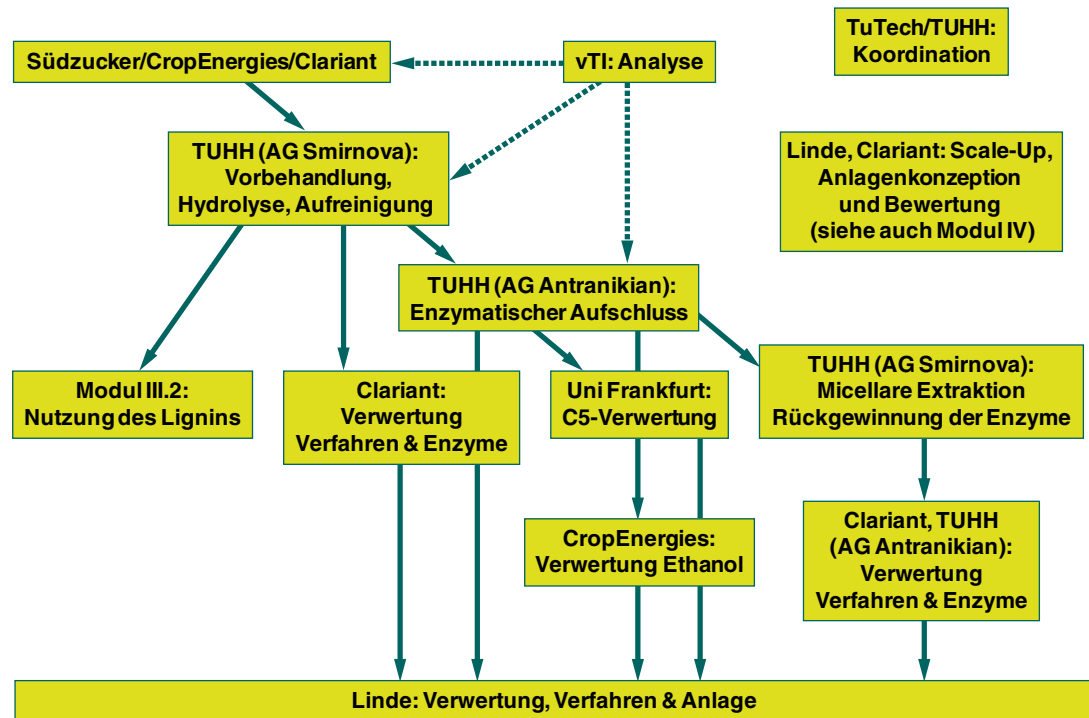 Südzucker/CropEnergies/Clariant
vTI: Analyse
TuTech/TUHH:
Koordination
TUHH (AG Smirnova):
Vorbehandlung,
Hydrolyse, Aufreinigung
Linde, Clariant: Scale-Up,
Anlagenkonzeption
und Bewertung
(siehe auch Modul IV)
TUHH (AG Antranikian):
Enzymatischer Aufschluss
Modul III.2:
Nutzung des Lignins
Clariant:
Verwertung
Verfahren & Enzyme
Uni Frankfurt:
C5-Verwertung
TUHH (AG Smirnova):
Micellare Extraktion
Rückgewinnung der Enzyme
CropEnergies:
Verwertung Ethanol
Clariant, TUHH
(AG Antranikian):
Verwertung
Verfahren & Enzyme
Linde: Verwertung, Verfahren & Anlage